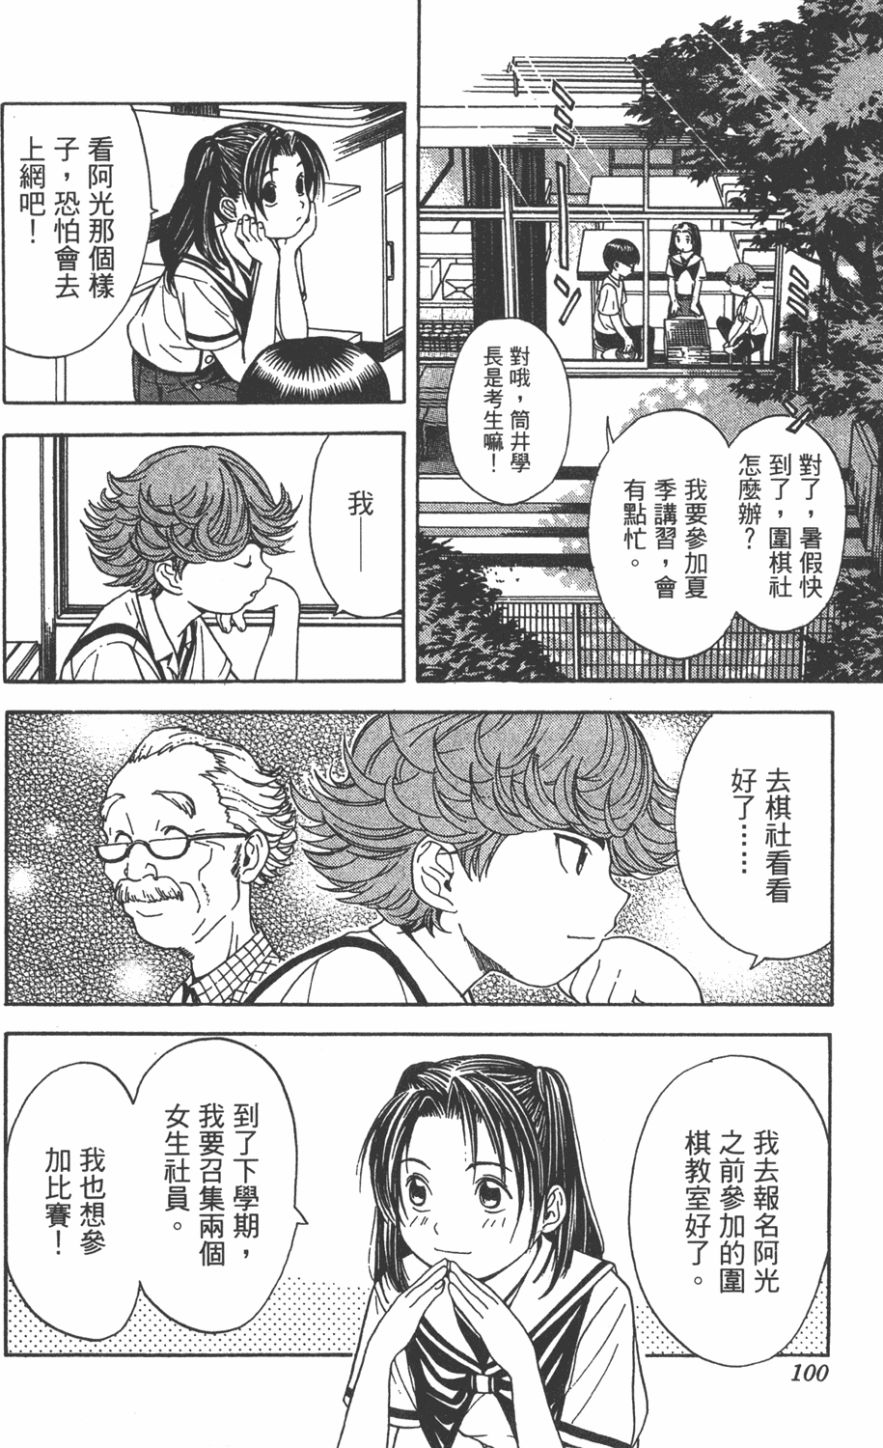 對了，暑假快
到了，圍棋社
怎麼辦？
我要參加夏
季講習，會
有點忙。
對哦，筒井學
長是考生嘛！
看阿光那個樣
子，恐怕會去
上網吧！
我——
去棋社看看
好了……
我去報名阿光
之前參加的圍
棋教室好了。
到了下學期，
我要召集兩個
女生社員。
我也想參
加比賽！
100